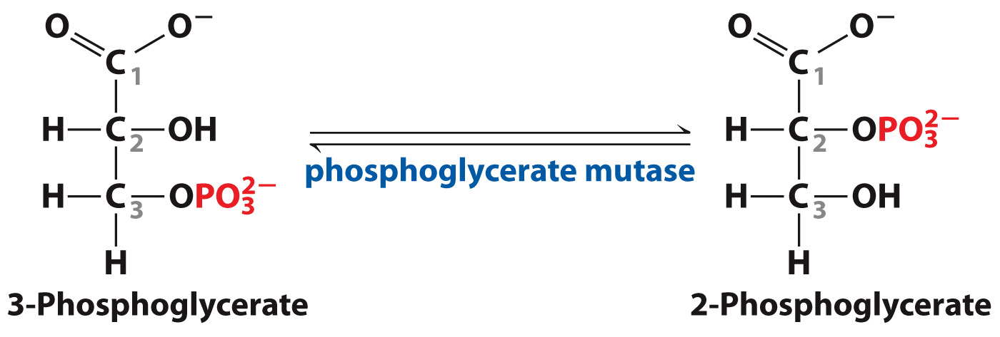 O O⁻ O O⁻
C 1 C 1
H C 2 OH H C 2 OPO₃²⁻
phosphoglycerate mutase
H C 3 OPO₃²⁻ H C 3 OH
H H
3-Phosphoglycerate 2-Phosphoglycerate